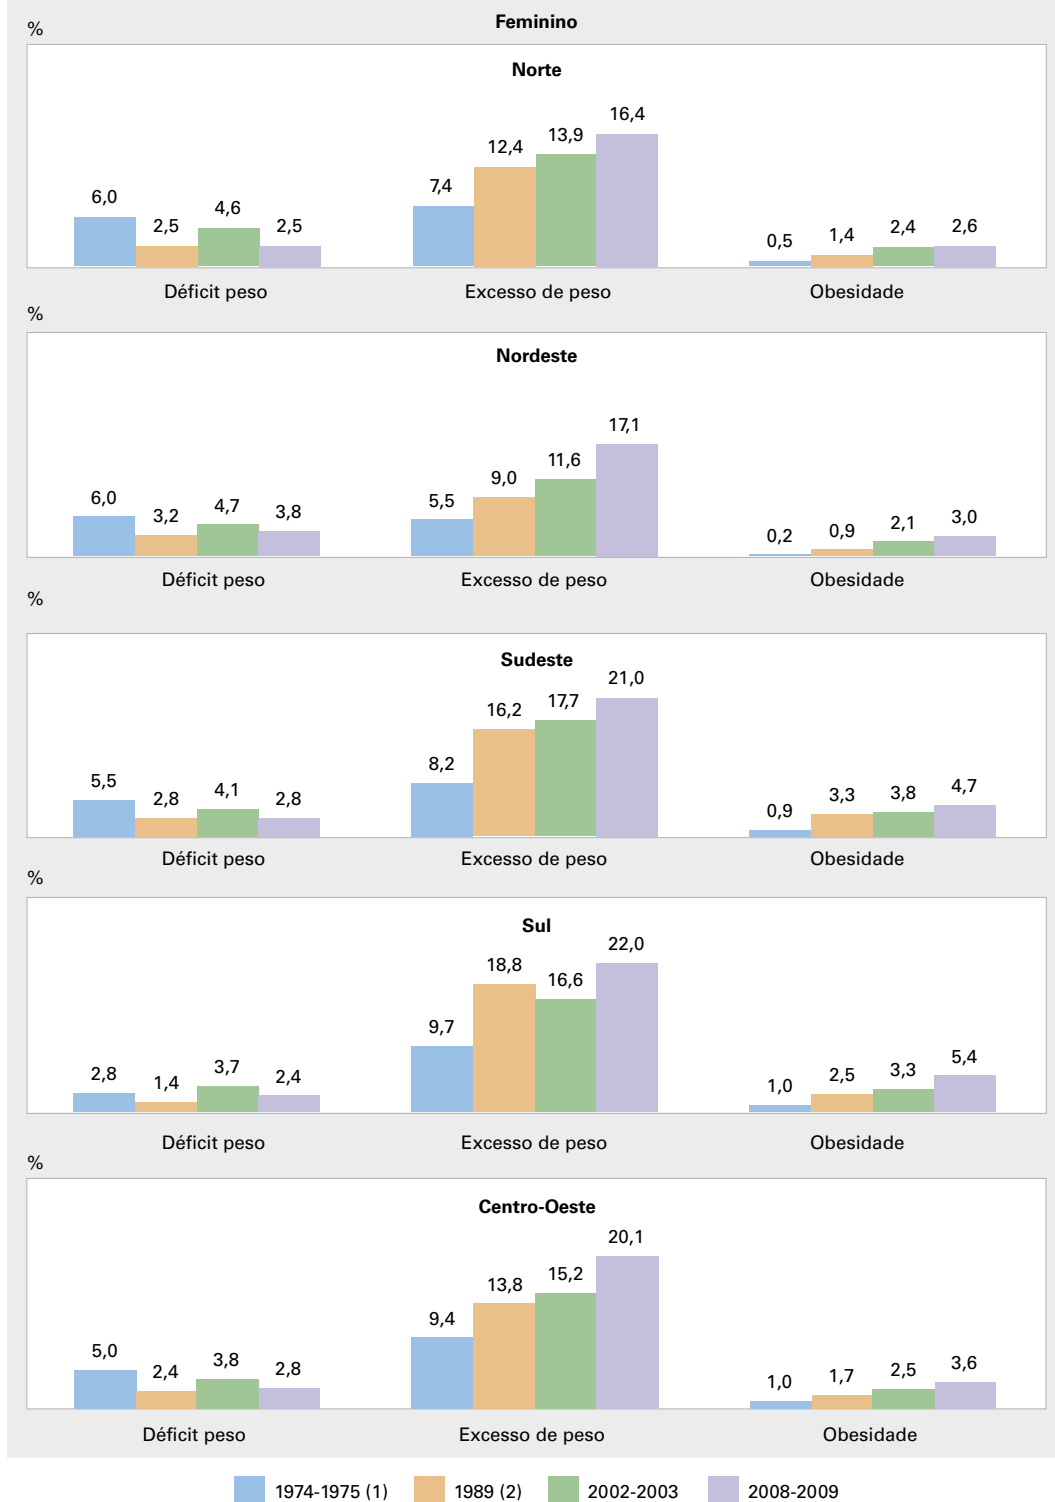 Feminino
%
Norte
6,0 2,5 4,6 2,5 7,4 12,4 13,9 16,4 0,5 1,4 2,4 2,6
Déficit peso Excesso de peso Obesidade
%
Nordeste
6,0 3,2 4,7 3,8 5,5 9,0 11,6 17,1 0,2 0,9 2,1 3,0
Déficit peso Excesso de peso Obesidade
%
Sudeste
5,5 2,8 4,1 2,8 8,2 16,2 17,7 21,0 0,9 3,3 3,8 4,7
Déficit peso Excesso de peso Obesidade
%
Sul
2,8 1,4 3,7 2,4 9,7 18,8 16,6 22,0 1,0 2,5 3,3 5,4
Déficit peso Excesso de peso Obesidade
%
Centro-Oeste
5,0 2,4 3,8 2,8 9,4 13,8 15,2 20,1 1,0 1,7 2,5 3,6
Déficit peso Excesso de peso Obesidade
1974-1975 (1) 1989 (2) 2002-2003 2008-2009